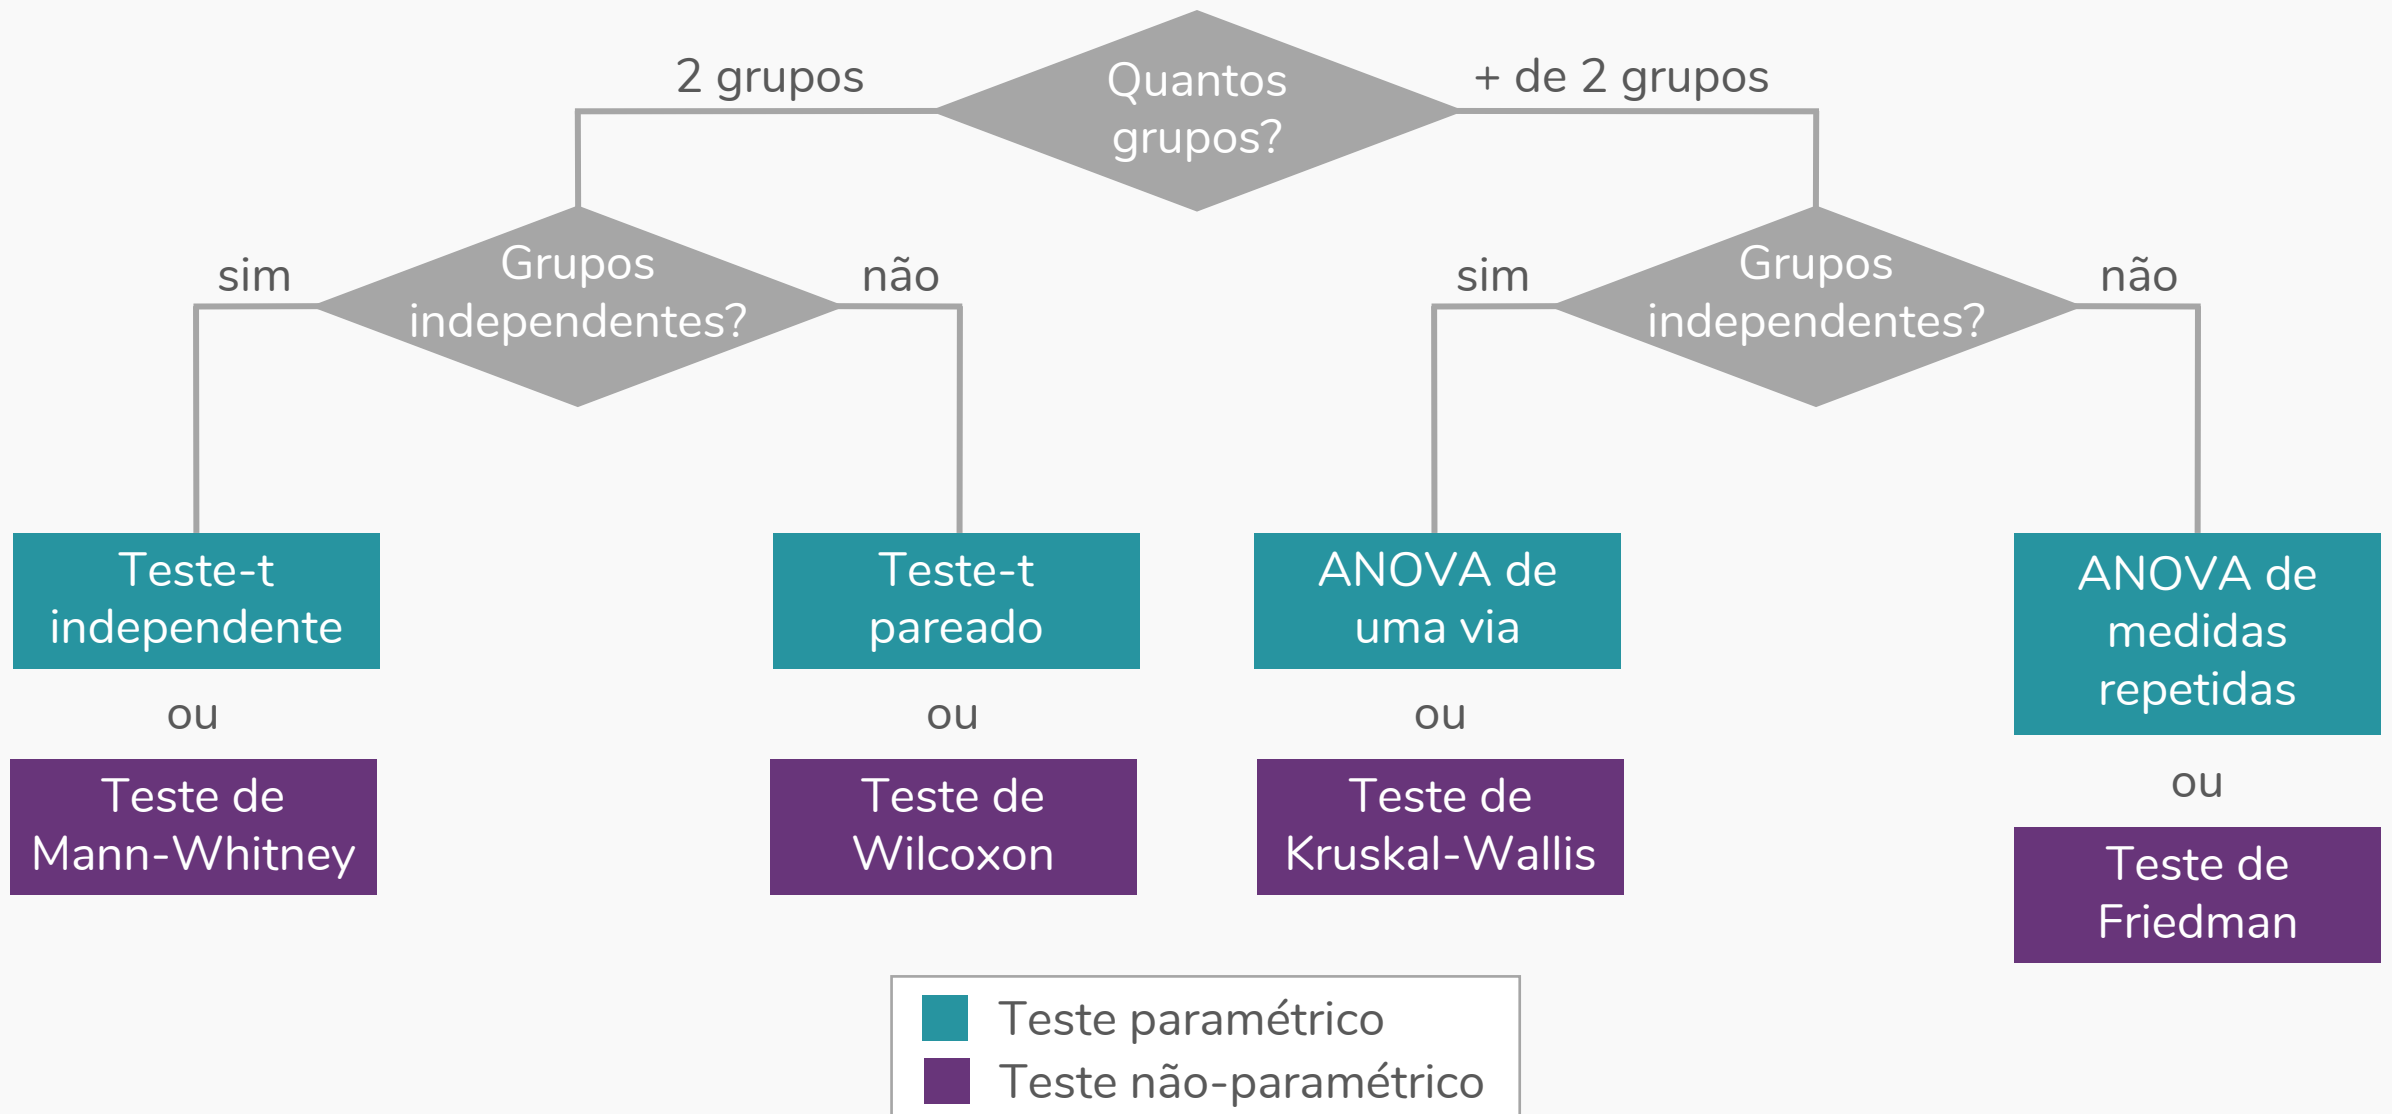 2 grupos
Quantos
grupos?
+ de 2 grupos
sim
Grupos
independentes?
não
sim
Grupos
independentes?
não
Teste-t
independente
ou
Teste de
Mann-Whitney
Teste-t
pareado
ou
Teste de
Wilcoxon
ANOVA de
uma via
ou
Teste de
Kruskal-Wallis
ANOVA de
medidas
repetidas
ou
Teste de
Friedman
Teste paramétrico
Teste não-paramétrico